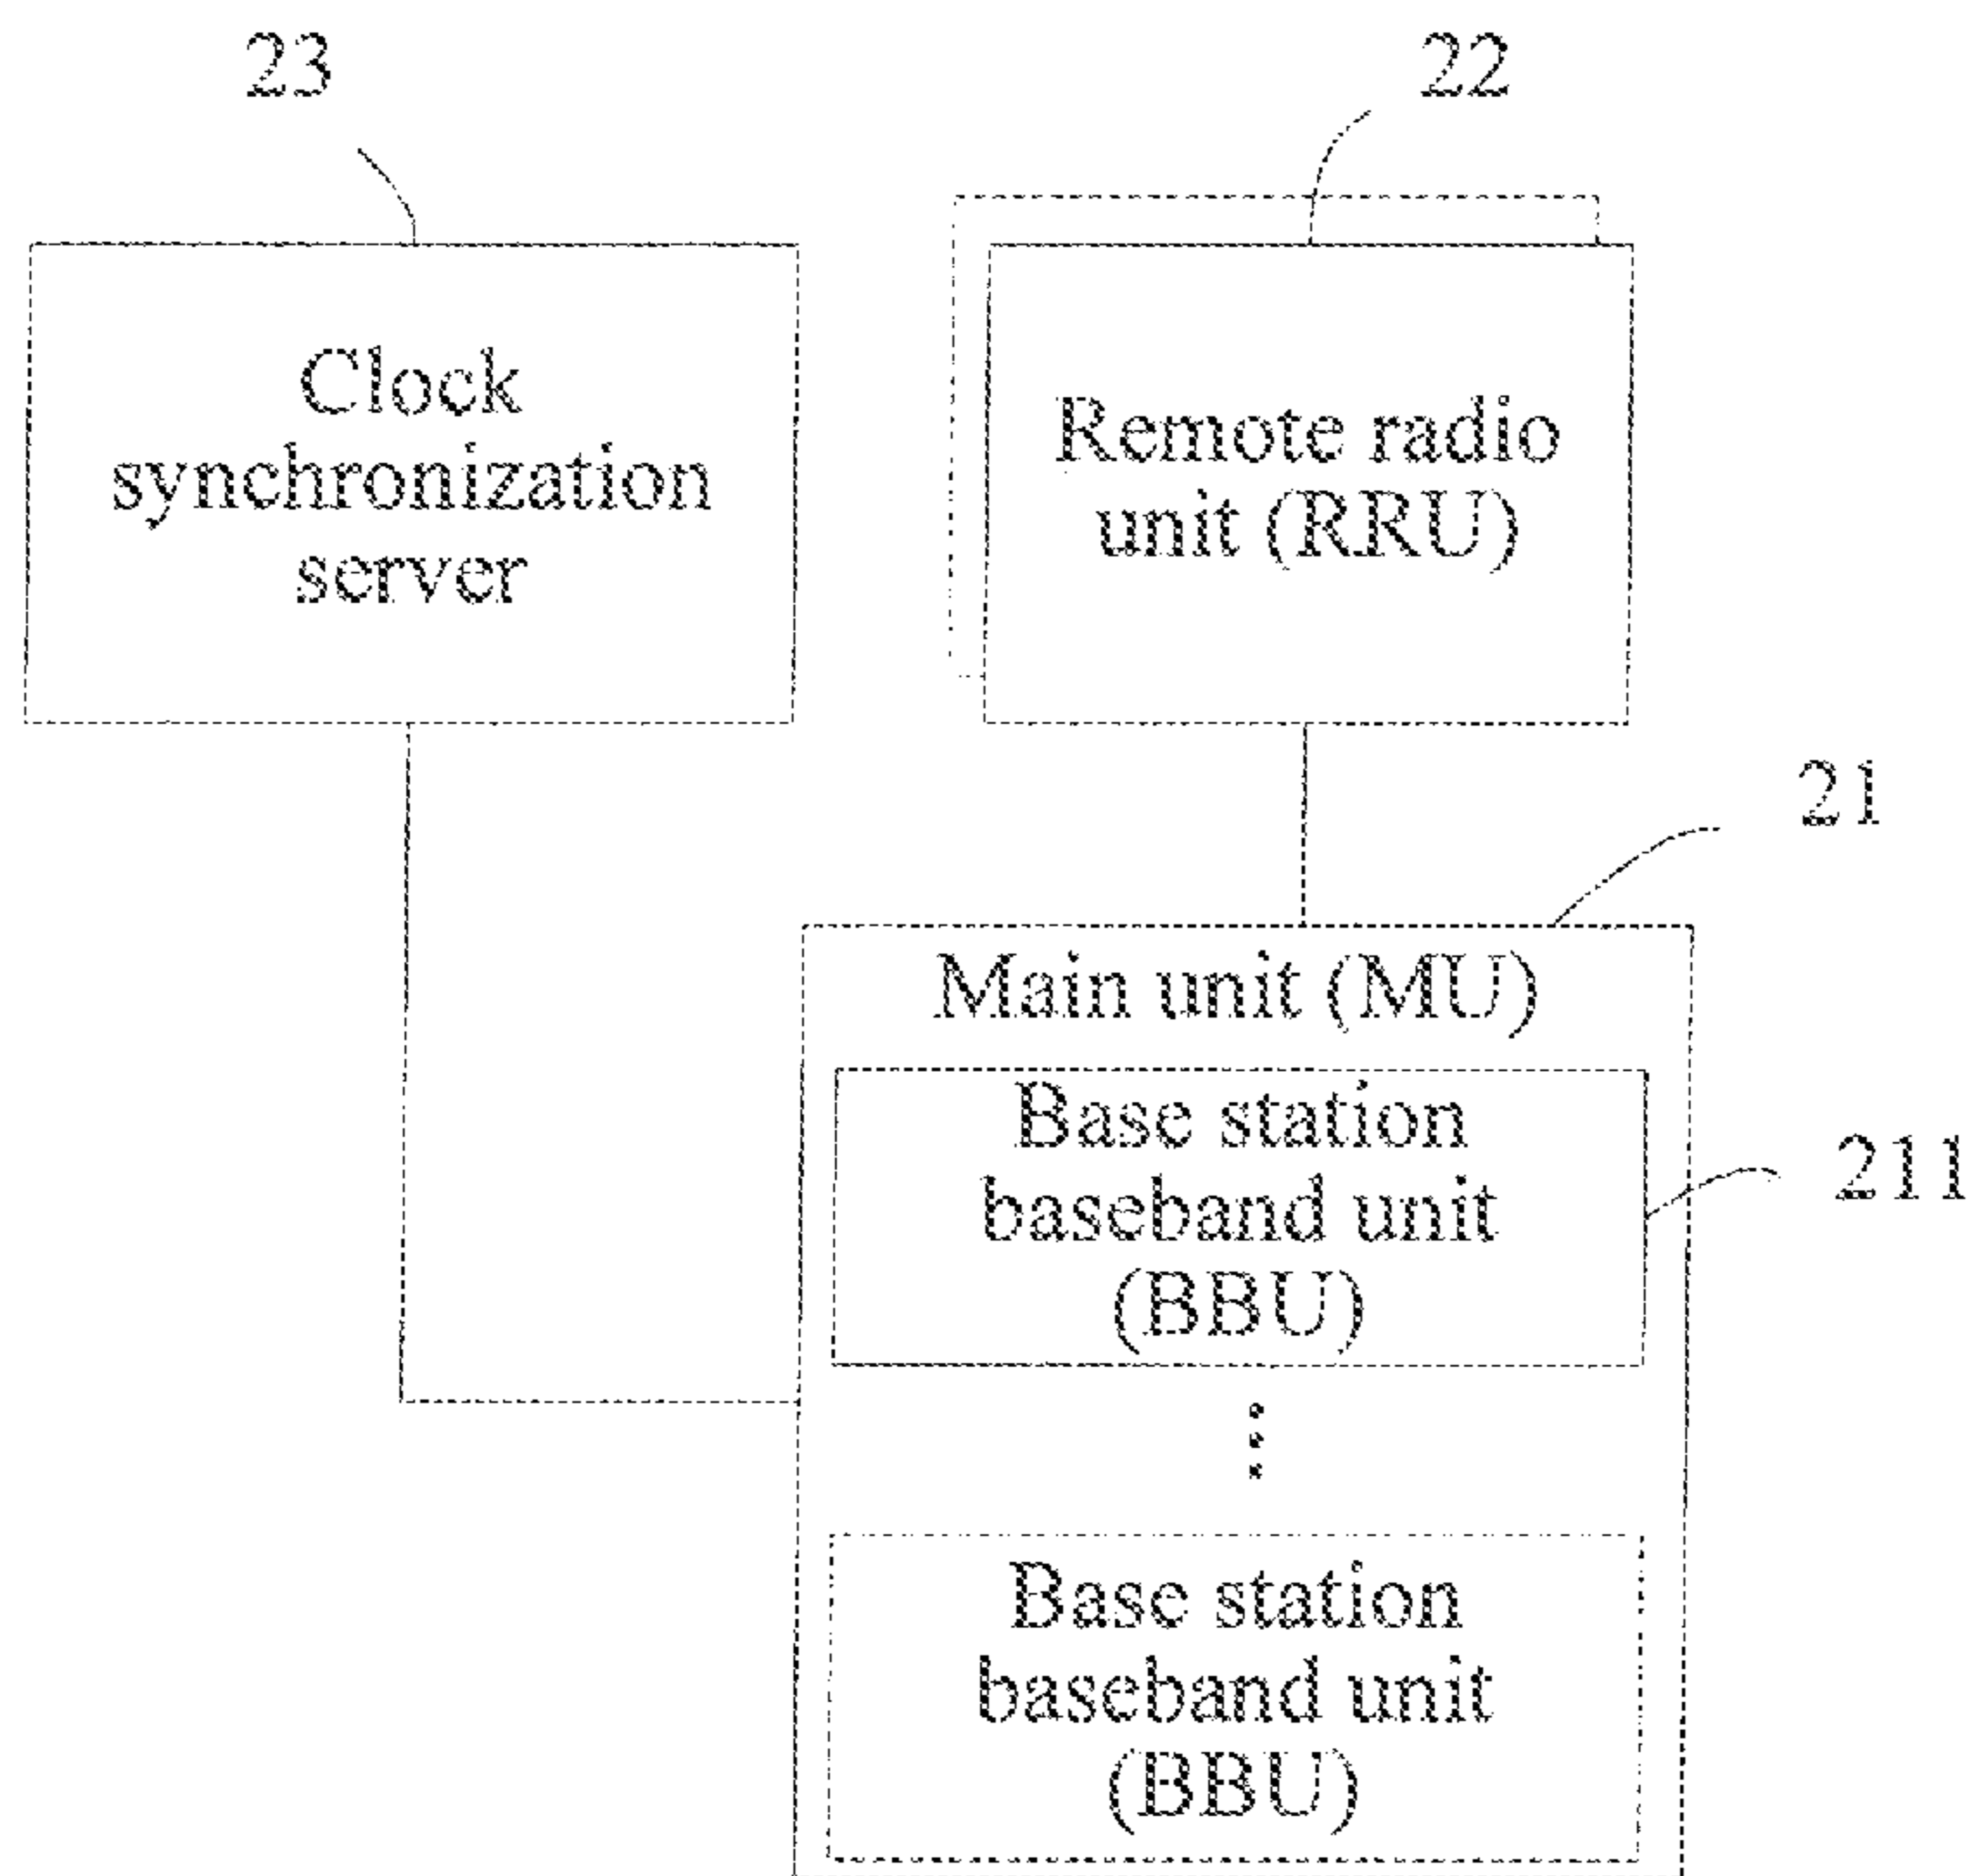 23
22
Clock
synchronization
server
Remote radio
unit (RRU)
21
Main unit (MU)
Base station
baseband unit
(BBU)
211
Base station
baseband unit
(BBU)